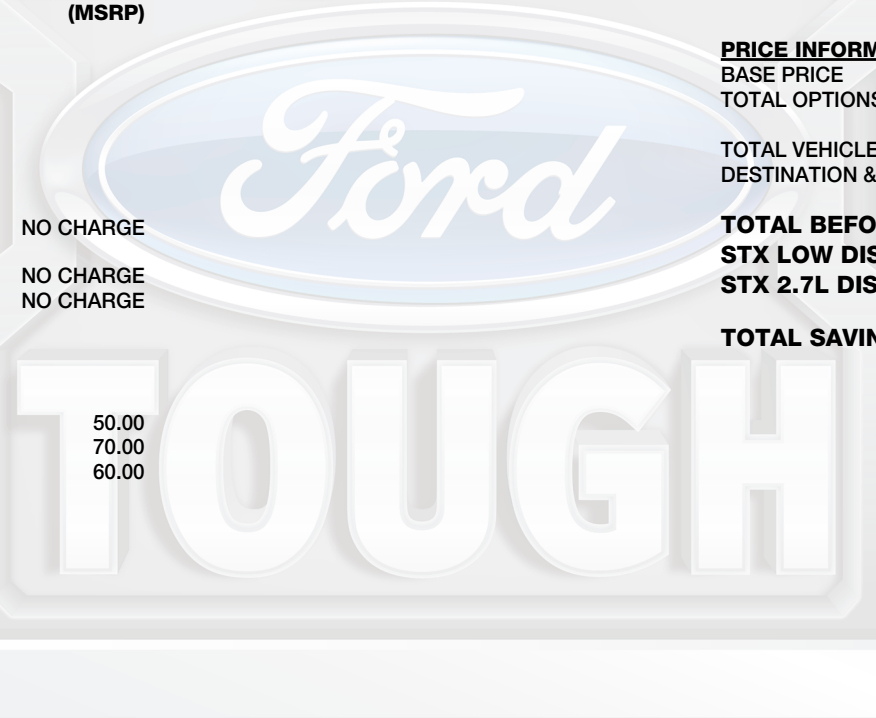 (MSRP)
NO CHARGE
NO CHARGE
NO CHARGE
50.00
70.00
60.00
PRICE INFORM
BASE PRICE
TOTAL OPTIONS
TOTAL VEHICLE
DESTINATION &
TOTAL BEFO
STX LOW DIS
STX 2.7L DIS
TOTAL SAVIN
Ford
TOUGH